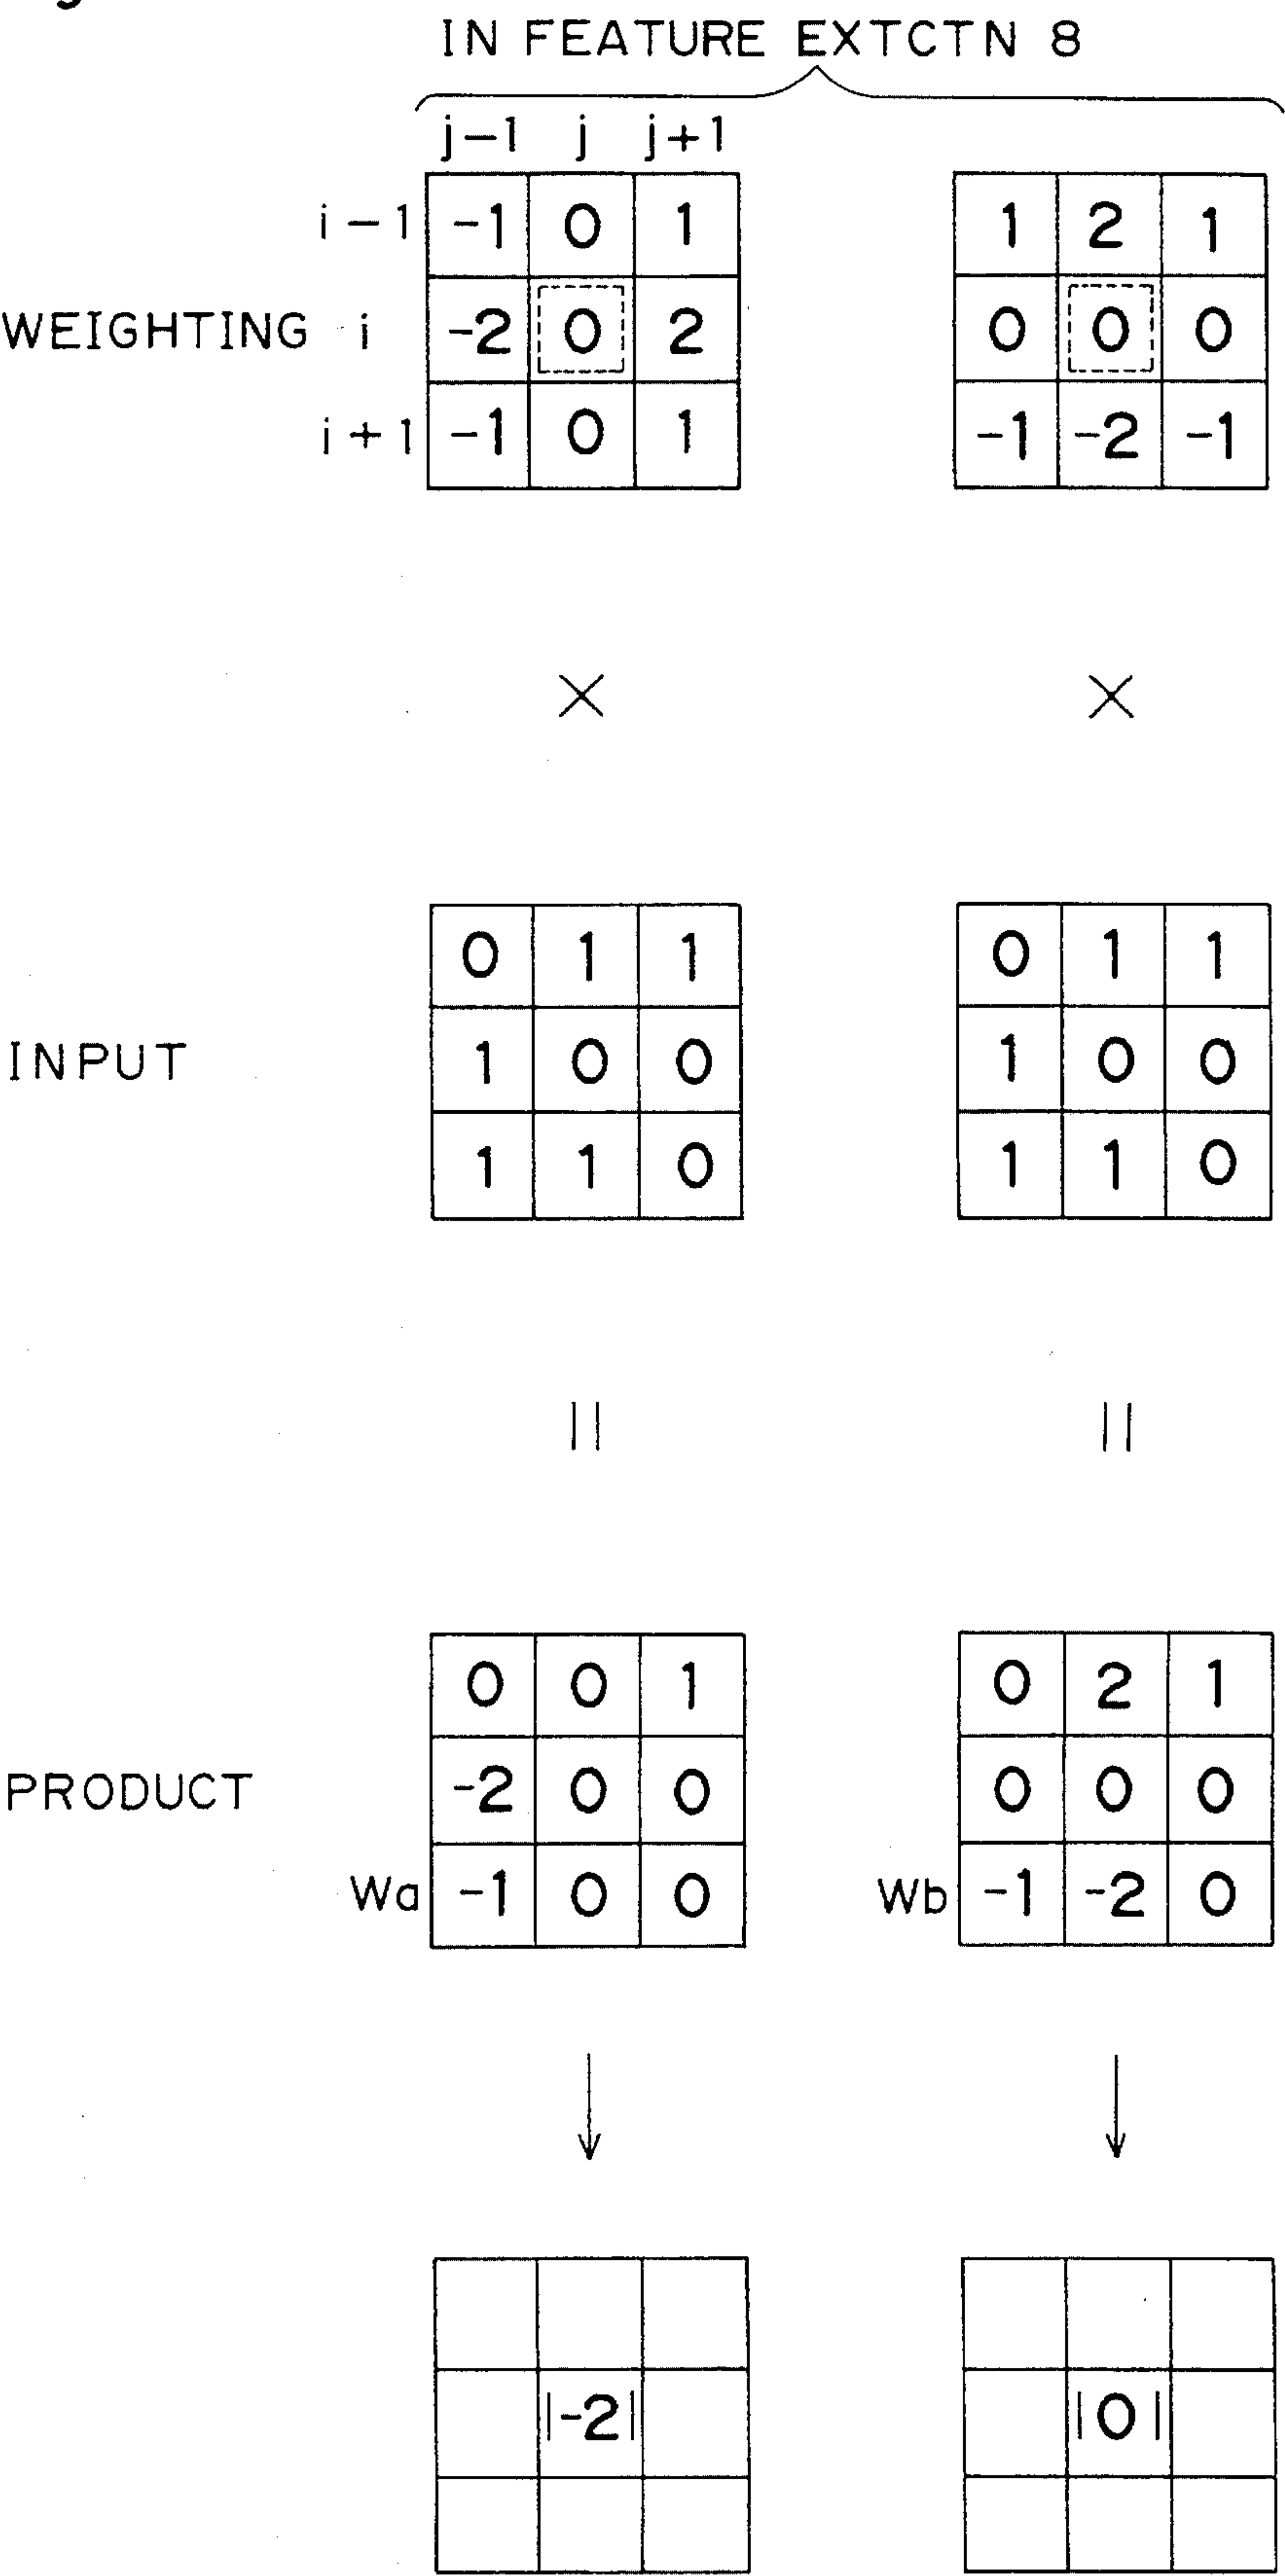 IN FEATURE EXTCTN 8
j-1 j j+1
i-1 -1 0 1 1 2 1
WEIGHTING i -2 0 2 0 0 0
i+1 -1 0 1 -1 -2 -1
× ×
0 1 1 0 1 1
INPUT 1 0 0 1 0 0
1 1 0 1 1 0
= =
0 0 1 0 2 1
PRODUCT -2 0 0 0 0 0
Wa -1 0 0 Wb -1 -2 0
|-2| |0|